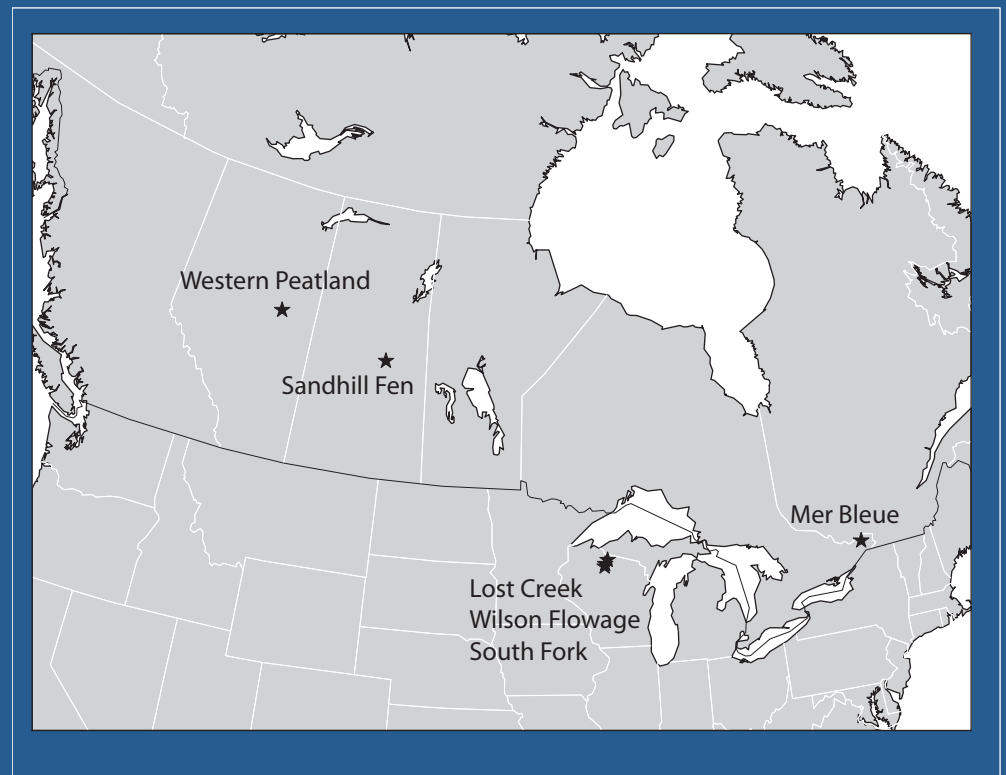 Western Peatland
Sandhill Fen
Mer Bleue
Lost Creek
Wilson Flowage
South Fork